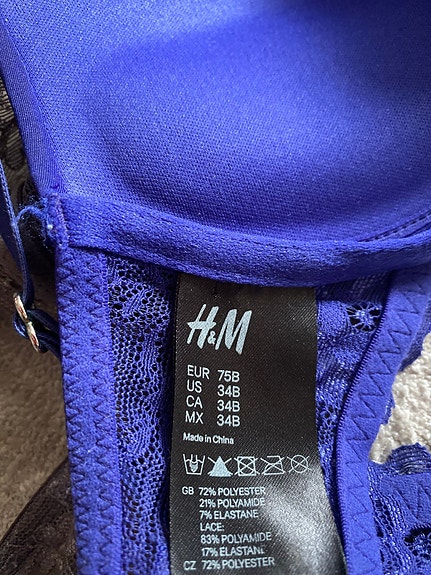 H&M
EUR 75B
US 34B
CA 34B
MX 34B
Made in China
GB 72% POLYESTER
21% POLYAMIDE
7% ELASTANE
LACE:
83% POLYAMIDE
17% ELASTANE
CZ 72% POLYESTER